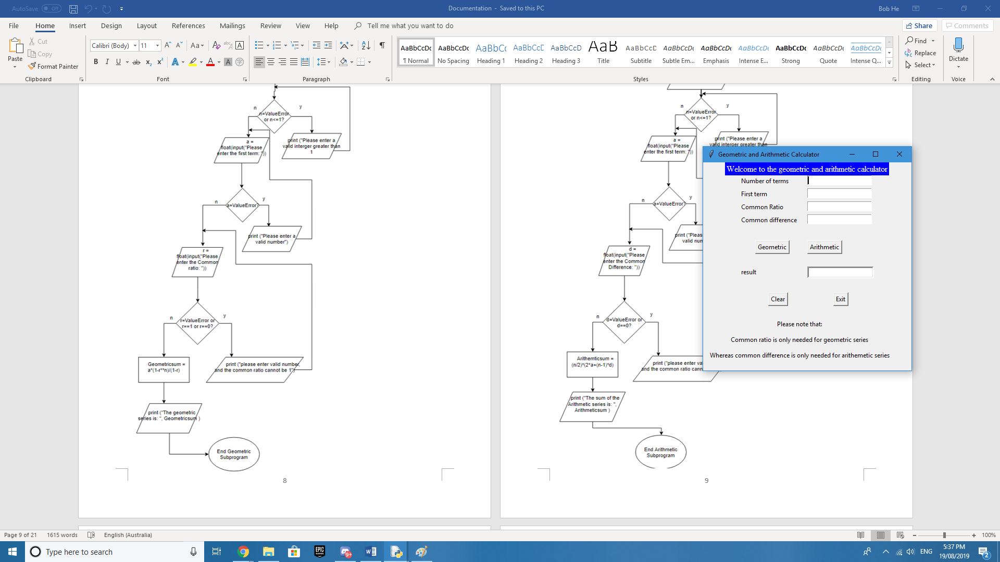 AutoSave Off
Documentation - Saved to this PC
Bob He
File Home Insert Design Layout References Mailings Review View Help Tell me what you want to do
Share Comments
Paste
Cut
Copy
Format Painter
Clipboard
Calibri (Body) 11
Font
Paragraph
AaBbCcDc AaBbCcDc AaBbCc AaBbCcD AaBbCcD AaB AaBbCcD AaBbCcDc AaBbCcDc AaBbCcDc AaBbCcDc AaBbCcDc AaBbCcDc
¶ Normal No Spacing Heading 1 Heading 2 Heading 3 Title Subtitle Subtle Em... Emphasis Intense E... Strong Quote Intense Q...
Styles
Find
Replace
Select
Editing
Dictate
Voice
n
y
n=ValueError
or n<=1?
a =
float(input("Please
enter the first term: "))
print ("Please enter a
valid interger greater than
1
n
y
a=ValueError?
print ("Please enter a
valid number")
r =
float(input("Please
enter the Common
ratio: "))
n
y
r=ValueError or
r==1 or r==0?
Geometricsum =
a*(1-r**n)/(1-r)
print ("please enter valid number,
and the common ratio cannot be 1")
print ("The geometric
series is: ", Geometricsum )
End Geometric
Subprogram
8
n
y
n=ValueError
or n<=1?
a =
float(input("Please
enter the first term: "))
print ("Please enter a
valid interger greater than
n
y
a=ValueError?
print ("Pleas
valid num
d =
float(input("Please
enter the Common
Difference: "))
n
y
d=ValueError or
d==0?
Arithemticsum =
(n/2)*(2*a+(n-1)*d)
print ("please enter val
and the common ratio cann
print ("The sum of the
Arithmetic series is: ",
Arithmeticsum )
End Arithmetic
Subprogram
9
Geometric and Arithmetic Calculator
Welcome to the geometric and arithmetic calculator
Number of terms
First term
Common Ratio
Common difference
Geometric Arithmetic
result
Clear Exit
Please note that:
Common ratio is only needed for geometric series
Whereas common difference is only needed for arithemetic series
Page 9 of 21 1615 words English (Australia)
100%
Type here to search
EPIC
GAMES
9+
ENG
5:37 PM
19/08/2019
2